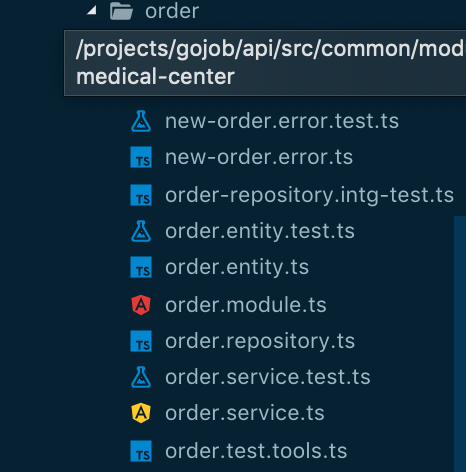 order
/projects/gojob/api/src/common/mod
medical-center
new-order.error.test.ts
TS new-order.error.ts
TS order-repository.intg-test.ts
order.entity.test.ts
TS order.entity.ts
A order.module.ts
TS order.repository.ts
order.service.test.ts
A order.service.ts
TS order.test.tools.ts